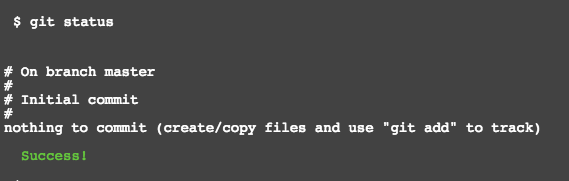 $ git status
# On branch master
#
# Initial commit
#
nothing to commit (create/copy files and use "git add" to track)
Success!